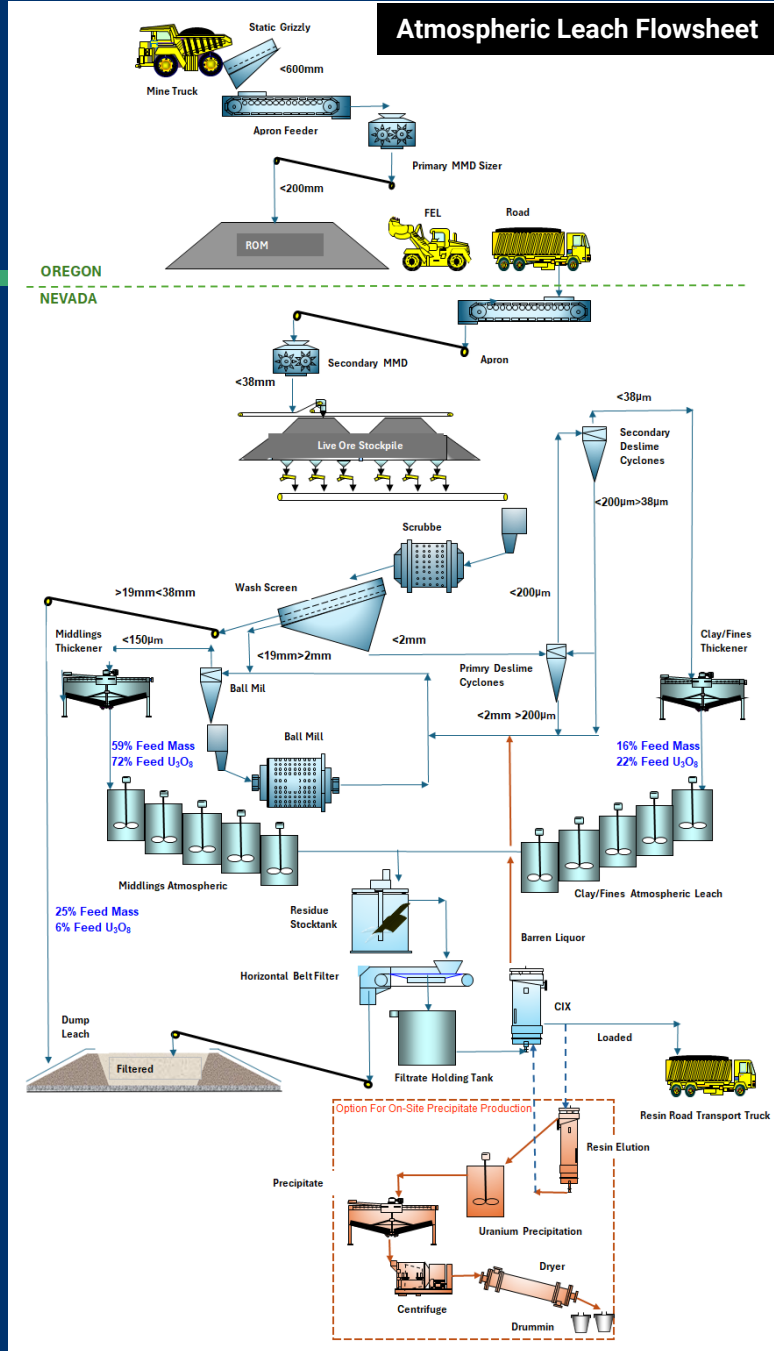 Atmospheric Leach Flowsheet
Static Grizzly
<600mm
Mine Truck
Apron Feeder
Primary MMD Sizer
<200mm
FEL
Road
ROM
OREGON
NEVADA
Secondary MMD
Apron
<38mm
<38µm
Secondary
Deslime
Cyclones
Live Ore Stockpile
<200µm>38µm
Scrubbe
>19mm<38mm
Wash Screen
<200µm
Middlings
Thickener
<150µm
<2mm
Clay/Fines
Thickener
<19mm>2mm
Primry Deslime
Cyclones
Ball Mil
<2mm >200µm
Ball Mill
59% Feed Mass
72% Feed U₃O₈
16% Feed Mass
22% Feed U₃O₈
Middlings Atmospheric
Clay/Fines Atmospheric Leach
25% Feed Mass
6% Feed U₃O₈
Residue
Stocktank
Barren Liquor
Horizontal Belt Filter
CIX
Dump
Leach
Loaded
Filtered
Filtrate Holding Tank
Resin Road Transport Truck
Option For On-Site Precipitate Production
Resin Elution
Precipitate
Uranium Precipitation
Dryer
Centrifuge
Drummin